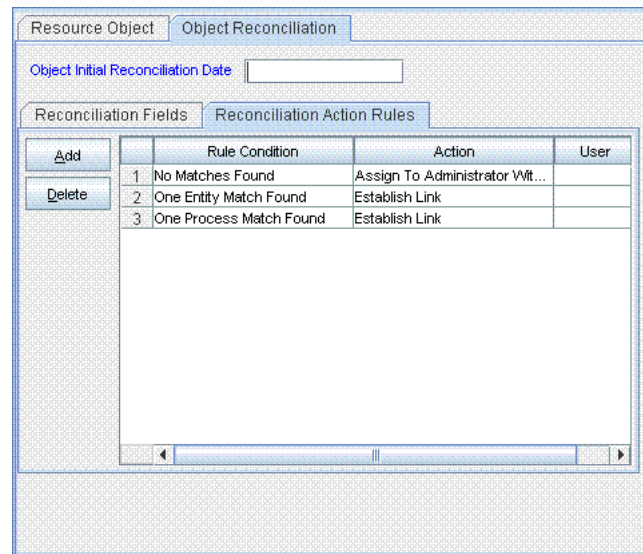 Resource Object Object Reconciliation
Object Initial Reconciliation Date
Reconciliation Fields Reconciliation Action Rules
Add
Delete
Rule Condition Action User
1 No Matches Found Assign To Administrator Wit...
2 One Entity Match Found Establish Link
3 One Process Match Found Establish Link